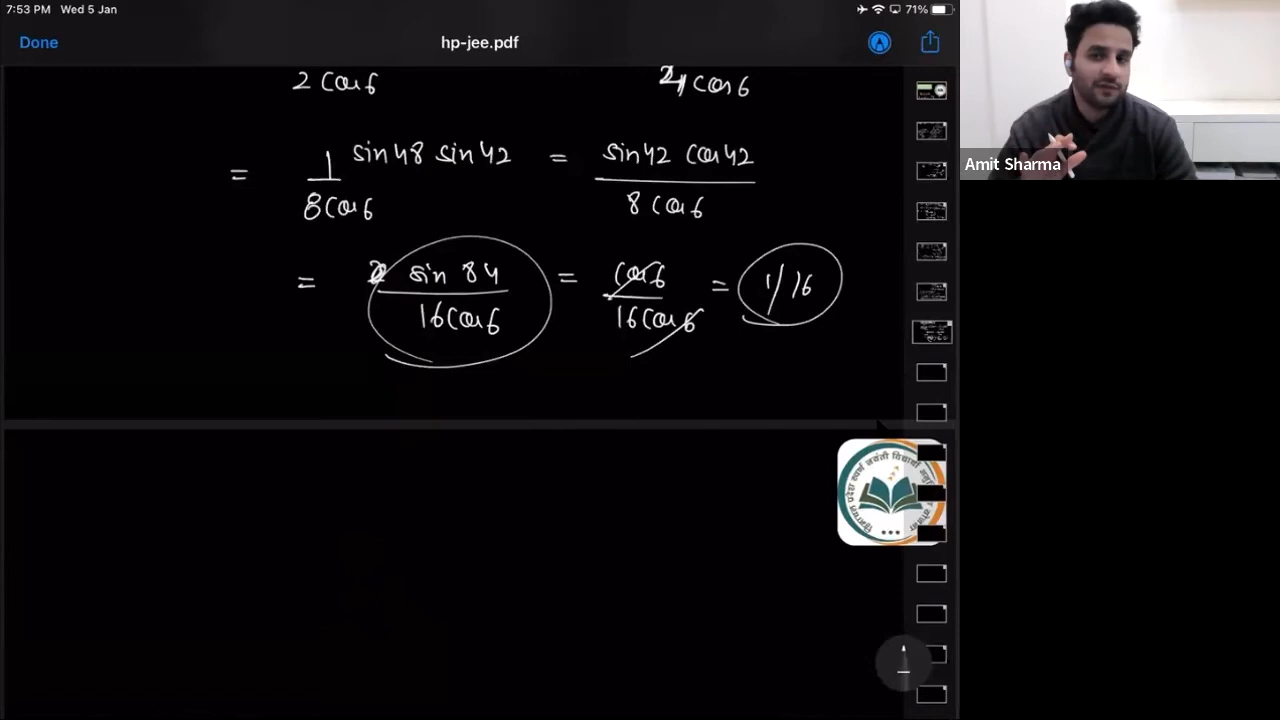 7:53 PM Wed 5 Jan 71%
Done hp-jee.pdf
2 Cos6 2 Cos6
= 1/8Cos6 sin48 sin42 = sin42 Cos42 / 8 Cos6
= sin 84 / 16Cos6 = Cos6 / 16Cos6 = 1/16
Amit Sharma